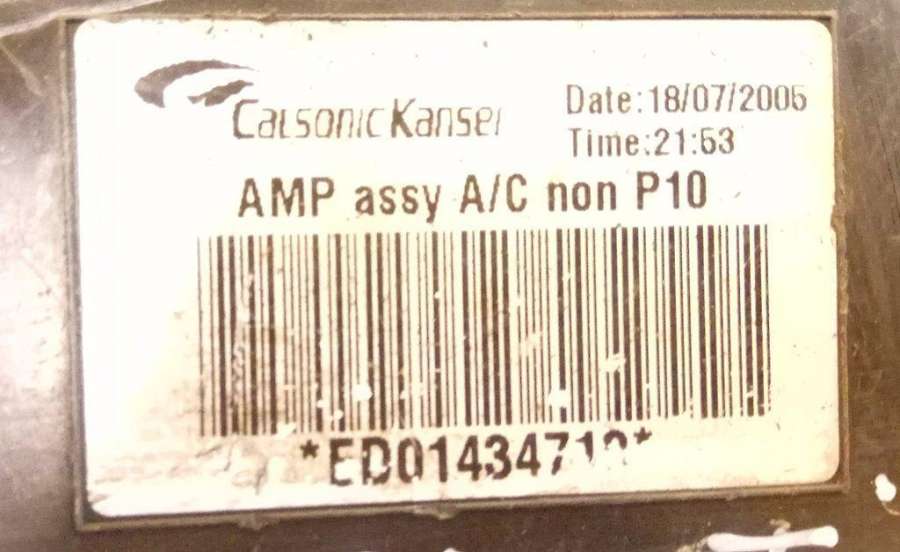 CalsonicKansei
Date:18/07/2005
Time:21:53
AMP assy A/C non P10